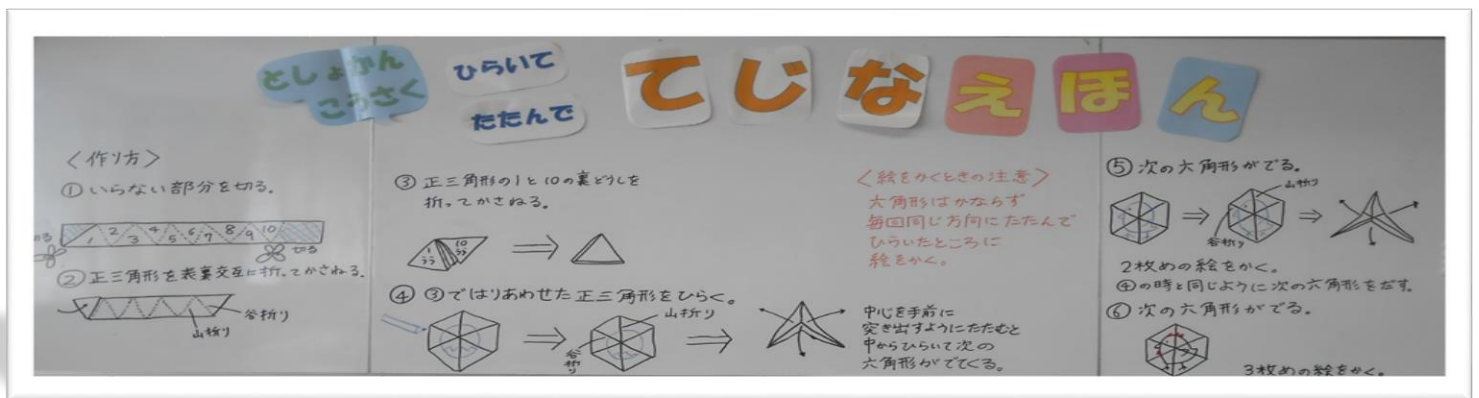 としょかん
こうさく
ひらいて
たたんで
てじなえほん
〈作り方〉
① いらない部分を切る。
1 2 3 4 5 6 7 8 9 10
切る
② 正三角形を表裏交互に折ってかさねる。
谷折り
山折り
③ 正三角形の1と10の裏どうしを
折ってかさねる。
1
うら
10
うら
④ ③ではりあわせた正三角形をひらく。
山折り
谷折り
中心を手前に
突き出すようにたたむと
中からひらいて次の
六角形がでてくる。
〈絵をかくときの注意〉
六角形はかならず
毎回同じ方向にたたんで
ひらいたところに
絵をかく。
⑤ 次の六角形がでる。
山折り
谷折り
2枚めの絵をかく。
④の時と同じように次の六角形をだす。
⑥ 次の六角形がでる。
3枚めの絵をかく。